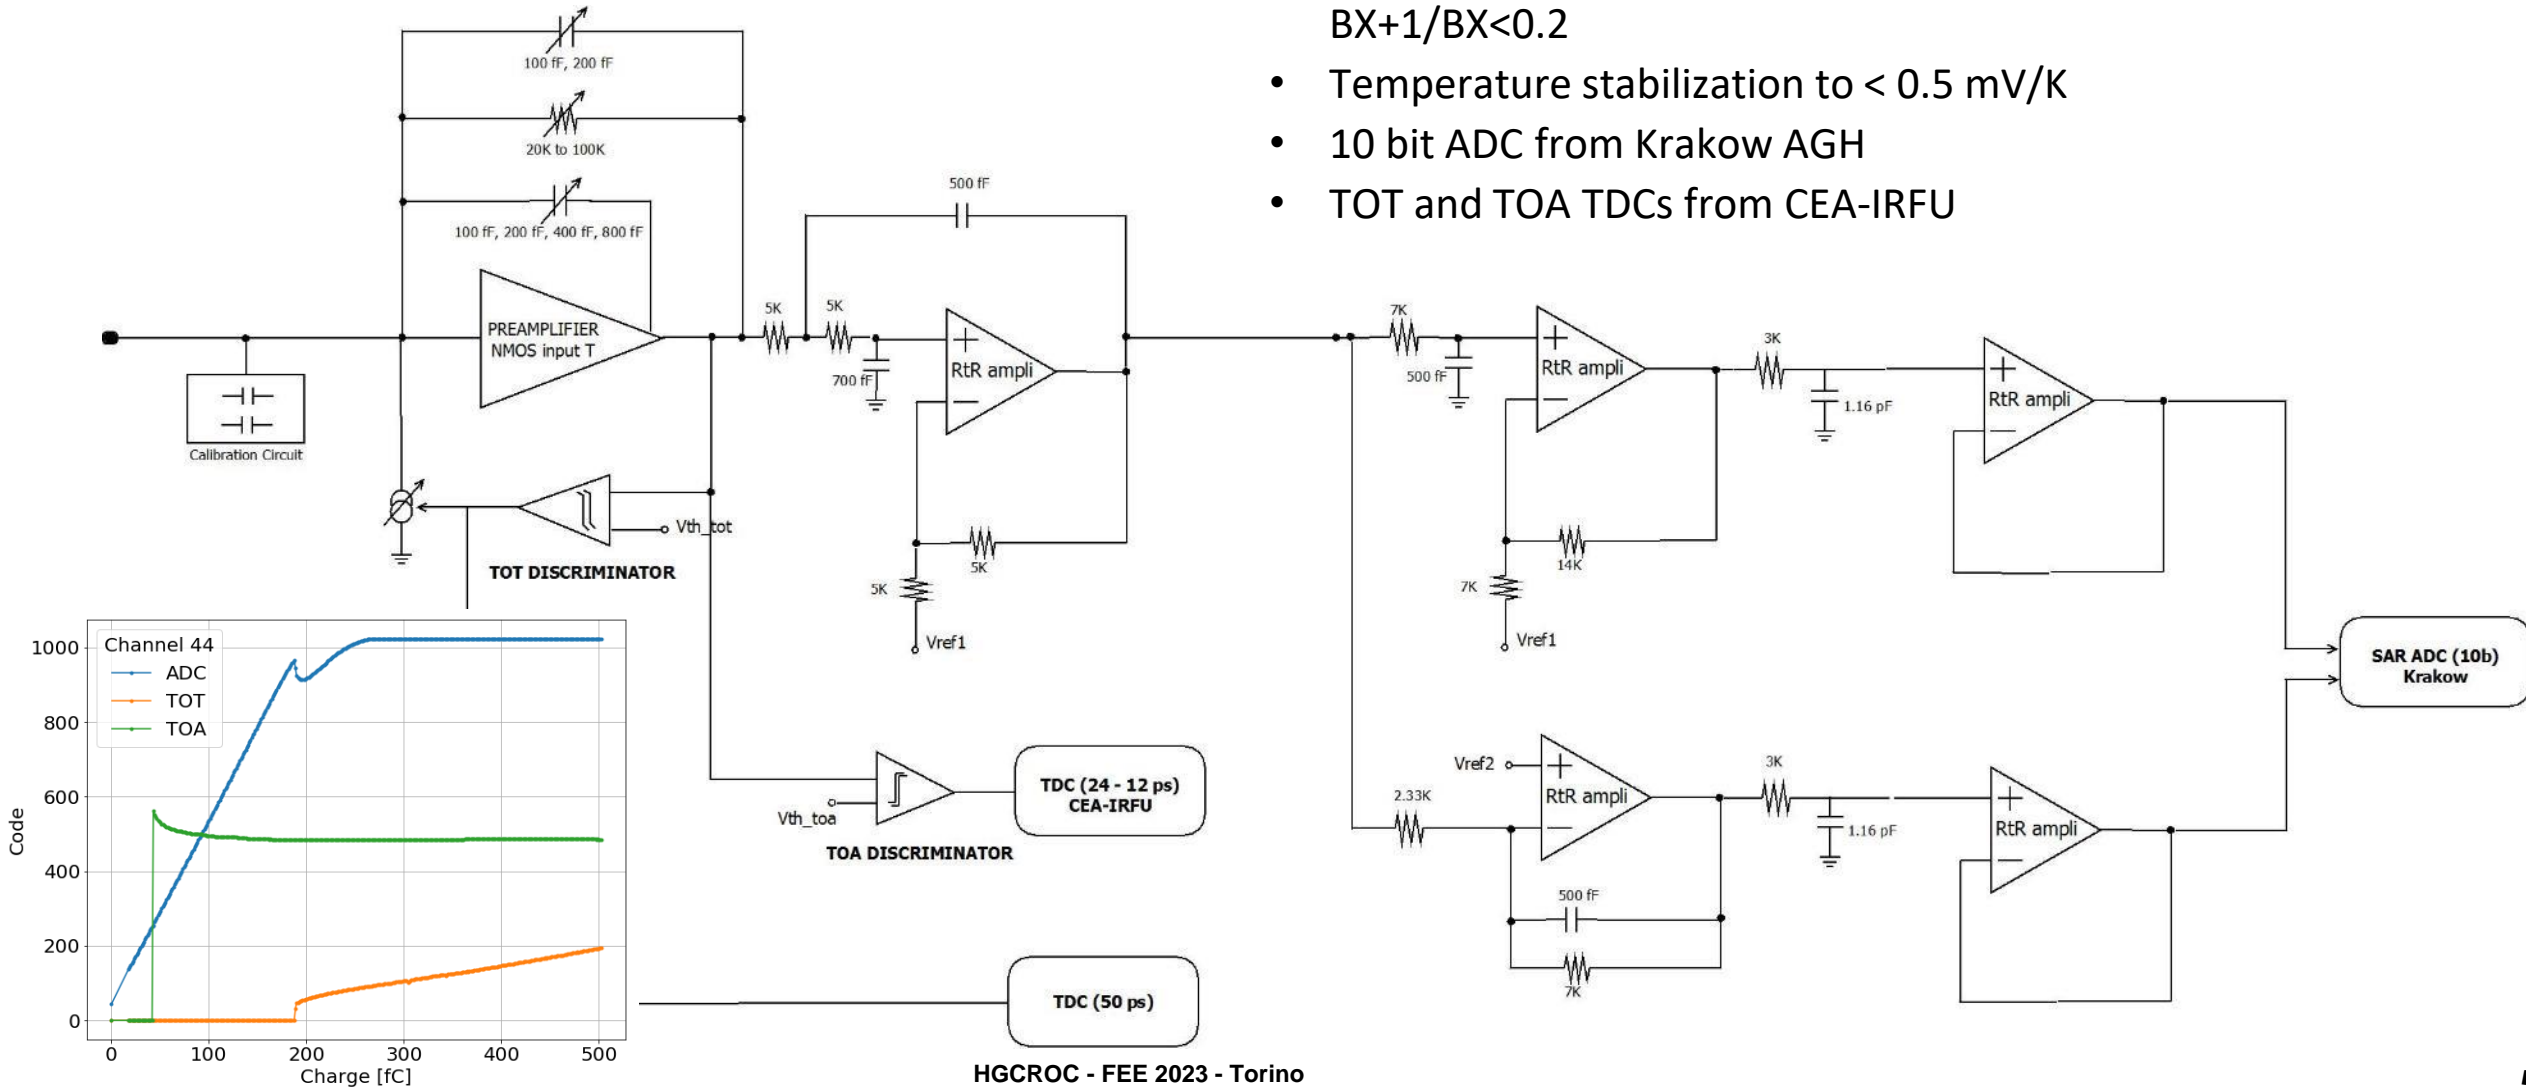 BX+1/BX<0.2
• Temperature stabilization to < 0.5 mV/K
• 10 bit ADC from Krakow AGH
• TOT and TOA TDCs from CEA-IRFU
100 fF, 200 fF
20K to 100K
100 fF, 200 fF, 400 fF, 800 fF
PREAMPLIFIER
NMOS input T
Calibration Circuit
Vth_tot
TOT DISCRIMINATOR
500 fF
5K
5K
700 fF
+
RtR ampli
−
5K
5K
Vref1
7K
500 fF
+
RtR ampli
−
14K
7K
Vref1
3K
1.16 pF
+
RtR ampli
−
SAR ADC (10b)
Krakow
Vth_toa
TOA DISCRIMINATOR
TDC (24 - 12 ps)
CEA-IRFU
Vref2
2.33K
+
RtR ampli
−
500 fF
7K
3K
1.16 pF
+
RtR ampli
−
TDC (50 ps)
Channel 44
ADC
TOT
TOA
1000
800
600
400
200
0
Code
0 100 200 300 400 500
Charge [fC]
HGCROC - FEE 2023 - Torino